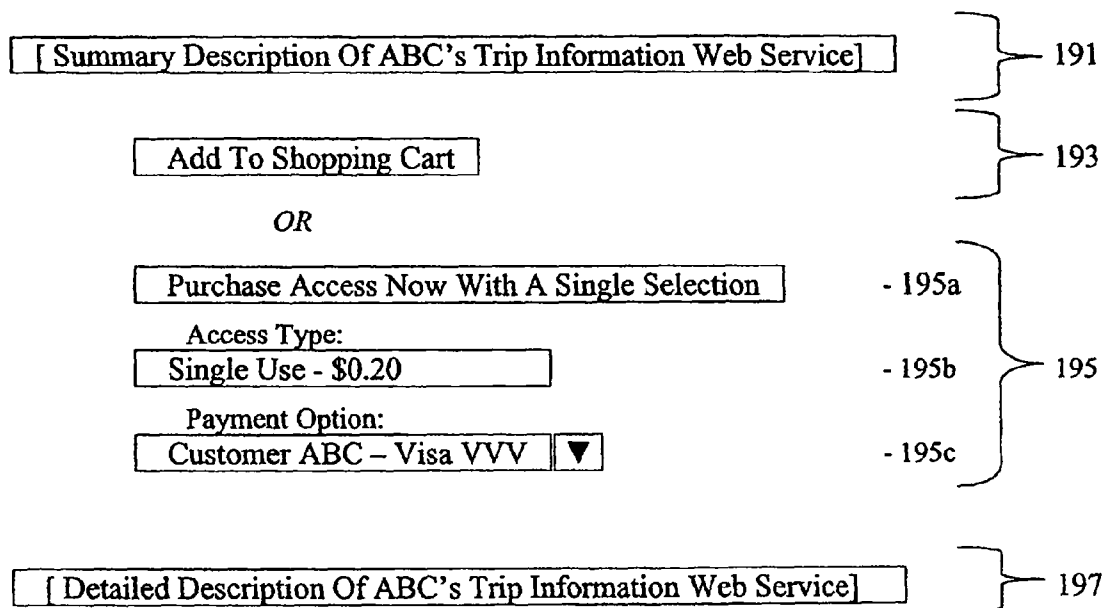 [ Summary Description Of ABC's Trip Information Web Service] 191
Add To Shopping Cart 193
OR
Purchase Access Now With A Single Selection - 195a
Access Type:
Single Use - $0.20 - 195b 195
Payment Option:
Customer ABC – Visa VVV ▼ - 195c
[ Detailed Description Of ABC's Trip Information Web Service] 197